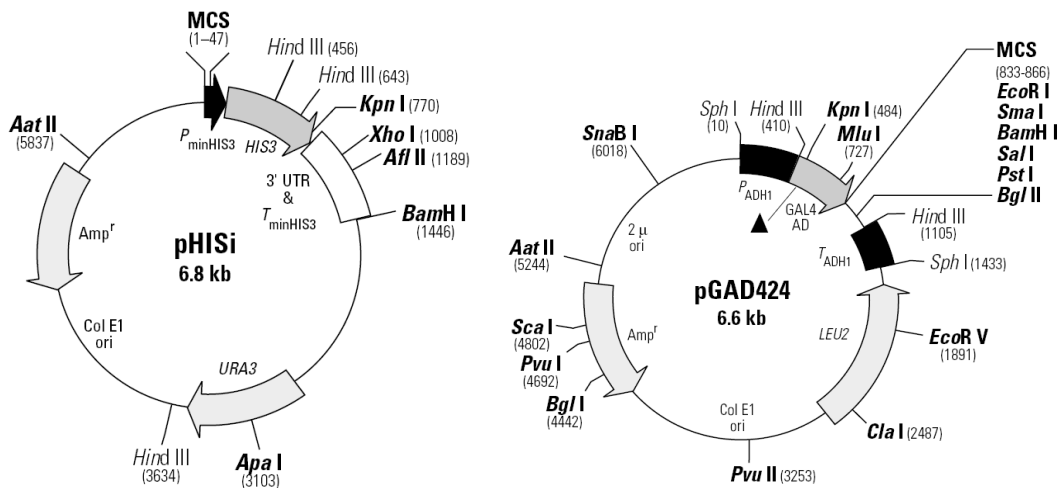 MCS
(1–47)
Hind III (456)
Hind III (643)
Kpn I (770)
Xho I (1008)
Afl II (1189)
BamH I
(1446)
Aat II
(5837)
PminHIS3
HIS3
3' UTR
&
TminHIS3
Ampr
pHISi
6.8 kb
Col E1
ori
URA3
Hind III
(3634)
Apa I
(3103)
MCS
(833-866)
EcoR I
Sma I
BamH I
Sal I
Pst I
Bgl II
Sph I
(10)
Hind III
(410)
Kpn I (484)
Mlu I
(727)
SnaB I
(6018)
PADH1
GAL4
AD
Hind III
(1105)
TADH1
Sph I (1433)
2 μ
ori
Aat II
(5244)
pGAD424
6.6 kb
Sca I
(4802)
Pvu I
(4692)
Bgl I
(4442)
Ampr
LEU2
EcoR V
(1891)
Cla I (2487)
Col E1
ori
Pvu II (3253)